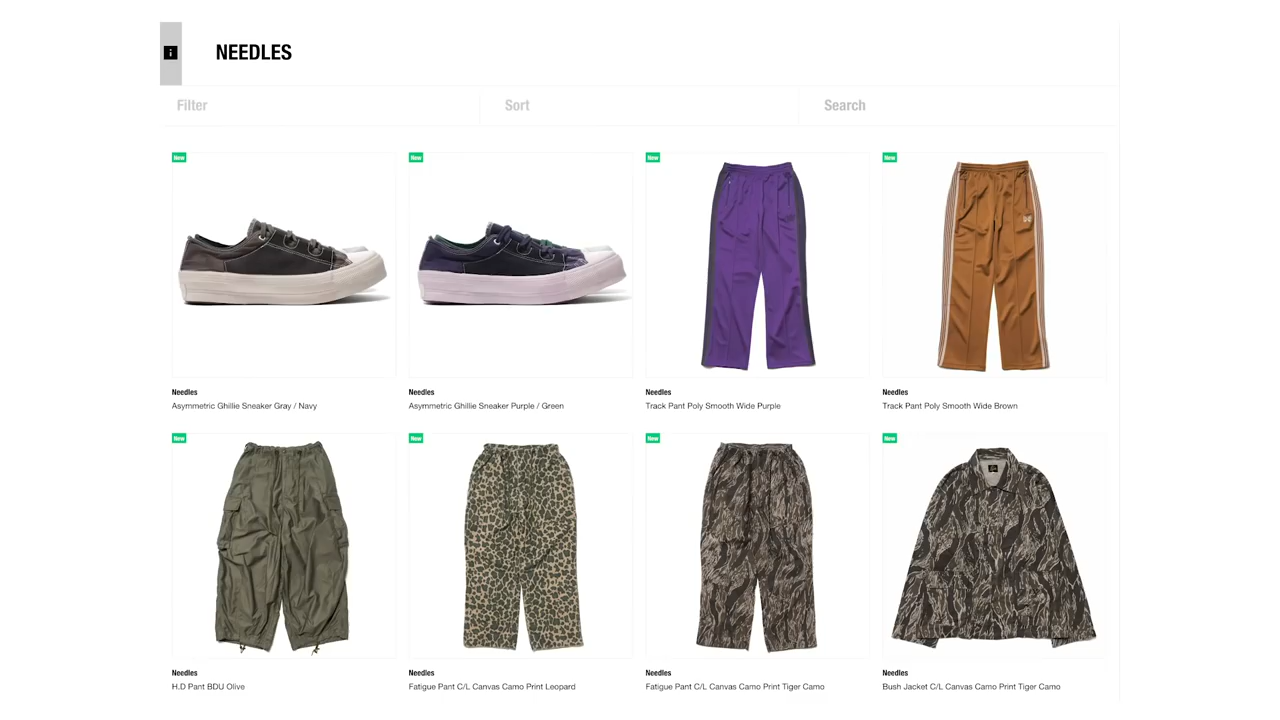 i
NEEDLES
Filter
Sort
Search
New
New
New
New
Needles
Asymmetric Ghillie Sneaker Gray / Navy
Needles
Asymmetric Ghillie Sneaker Purple / Green
Needles
Track Pant Poly Smooth Wide Purple
Needles
Track Pant Poly Smooth Wide Brown
New
New
New
New
Needles
H.D Pant BDU Olive
Needles
Fatigue Pant C/L Canvas Camo Print Leopard
Needles
Fatigue Pant C/L Canvas Camo Print Tiger Camo
Needles
Bush Jacket C/L Canvas Camo Print Tiger Camo